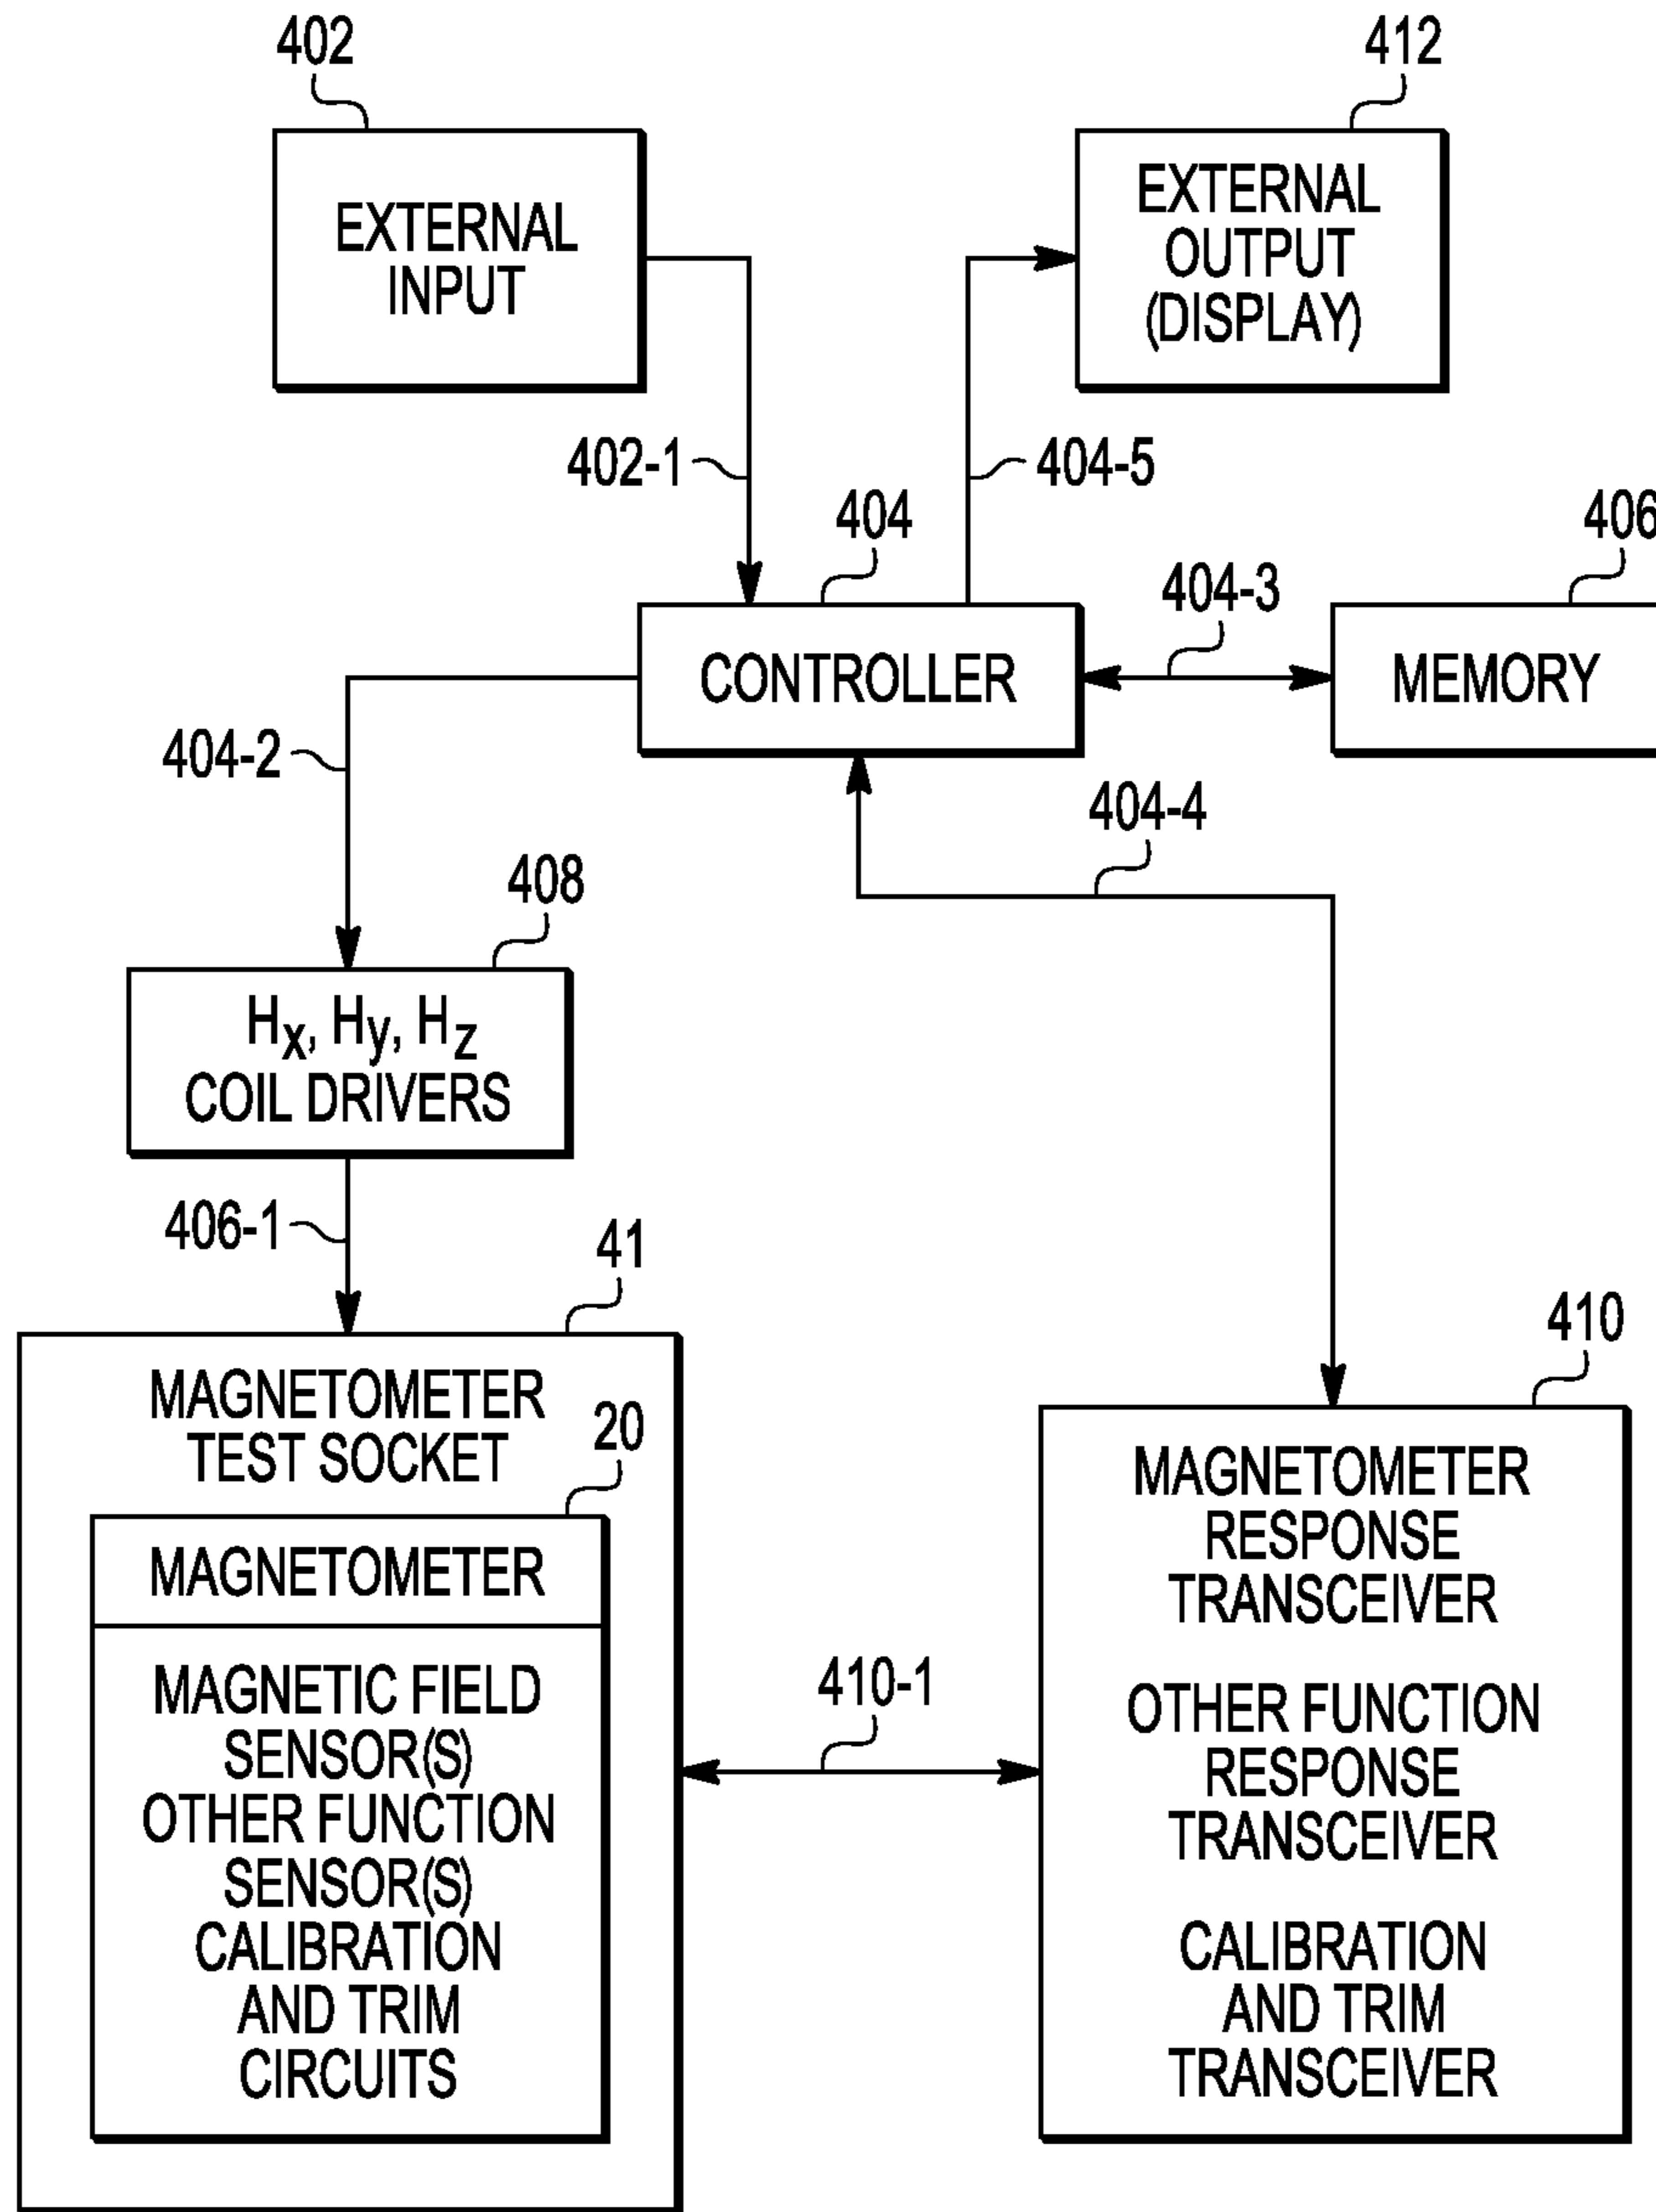 402
412
EXTERNAL
INPUT
EXTERNAL
OUTPUT
(DISPLAY)
402-1
404-5
404
406
404-3
CONTROLLER
MEMORY
404-2
404-4
408
Hx, Hy, Hz
COIL DRIVERS
406-1
41
410
MAGNETOMETER
TEST SOCKET
20
MAGNETOMETER
MAGNETIC FIELD
SENSOR(S)
OTHER FUNCTION
SENSOR(S)
CALIBRATION
AND TRIM
CIRCUITS
410-1
MAGNETOMETER
RESPONSE
TRANSCEIVER
OTHER FUNCTION
RESPONSE
TRANSCEIVER
CALIBRATION
AND TRIM
TRANSCEIVER